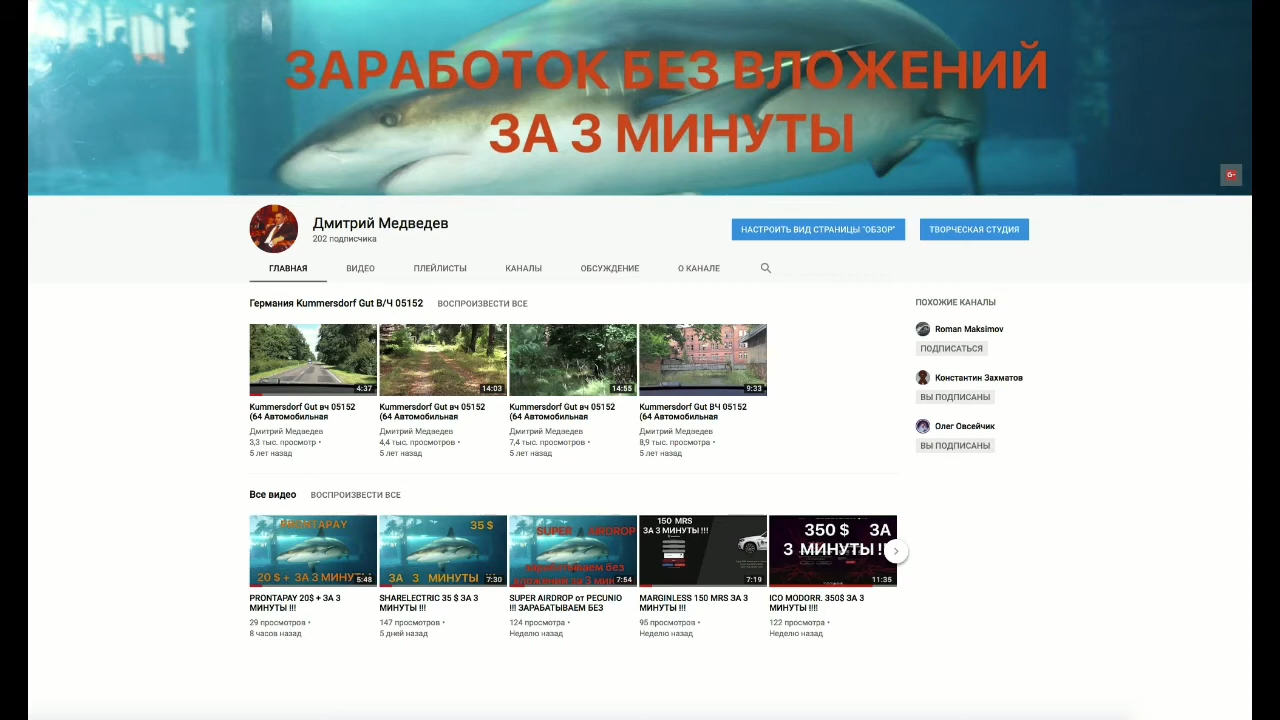 ЗАРАБОТОК БЕЗ ВЛОЖЕНИЙ
ЗА 3 МИНУТЫ
G+
Дмитрий Медведев
202 подписчика
НАСТРОИТЬ ВИД СТРАНИЦЫ "ОБЗОР"
ТВОРЧЕСКАЯ СТУДИЯ
ГЛАВНАЯ
ВИДЕО
ПЛЕЙЛИСТЫ
КАНАЛЫ
ОБСУЖДЕНИЕ
О КАНАЛЕ
Германия Kummersdorf Gut В/Ч 05152
ВОСПРОИЗВЕСТИ ВСЕ
4:37
Kummersdorf Gut вч 05152
(64 Автомобильная
Дмитрий Медведев
3,3 тыс. просмотр •
5 лет назад
14:03
Kummersdorf Gut вч 05152
(64 Автомобильная
Дмитрий Медведев
4,4 тыс. просмотров •
5 лет назад
14:55
Kummersdorf Gut вч 05152
(64 Автомобильная
Дмитрий Медведев
7,4 тыс. просмотров •
5 лет назад
9:33
Kummersdorf Gut ВЧ 05152
(64 Автомобильная
Дмитрий Медведев
8,9 тыс. просмотра •
5 лет назад
ПОХОЖИЕ КАНАЛЫ
Roman Maksimov
ПОДПИСАТЬСЯ
Константин Захматов
ВЫ ПОДПИСАНЫ
Олег Овсейчик
ВЫ ПОДПИСАНЫ
Все видео
ВОСПРОИЗВЕСТИ ВСЕ
PRONTAPAY
20 $ + ЗА 3 МИНУТЫ
5:48
PRONTAPAY 20$ + ЗА 3
МИНУТЫ !!!
29 просмотров •
8 часов назад
35 $
ЗА 3 МИНУТЫ
7:30
SHARELECTRIC 35 $ ЗА 3
МИНУТЫ !!!
147 просмотров •
5 дней назад
SUPER AIRDROP
зарабатываем без
вложения за 3 мин
7:54
SUPER AIRDROP от PECUNIO
!!! ЗАРАБАТЫВАЕМ БЕЗ
124 просмотра •
Неделю назад
150 MRS
ЗА 3 МИНУТЫ !!!
7:19
MARGINLESS 150 MRS ЗА 3
МИНУТЫ !!!
95 просмотров •
Неделю назад
350 $ ЗА
3 МИНУТЫ !!
11:35
ICO MODORR. 350$ ЗА 3
МИНУТЫ !!!!
122 просмотра •
Неделю назад